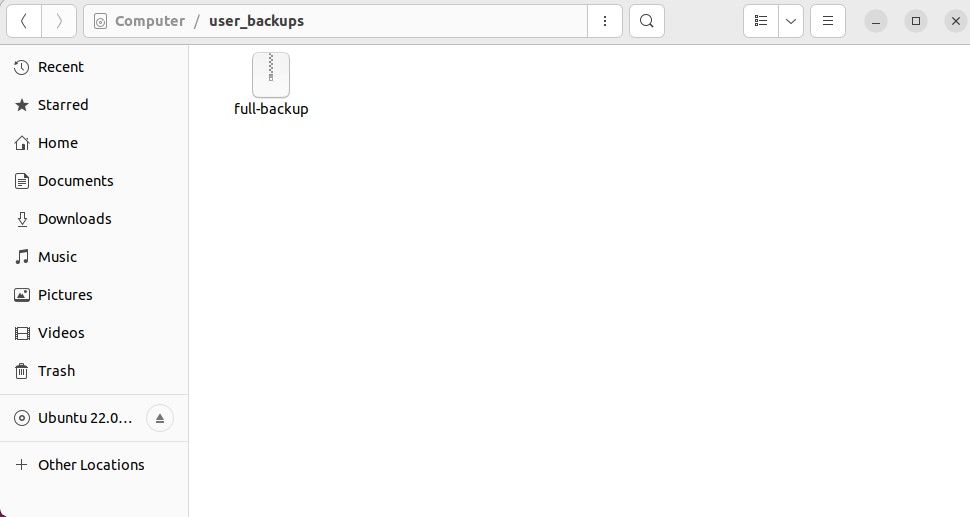 Computer / user_backups
full-backup
Recent
Starred
Home
Documents
Downloads
Music
Pictures
Videos
Trash
Ubuntu 22.0...
Other Locations